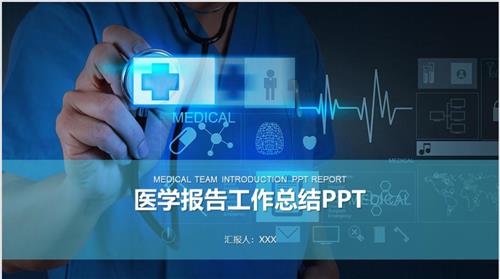 MEDICAL
MEDICAL TEAM INTRODUCTION PPT REPORT
医学报告工作总结PPT
MEDICAL
汇报人：XXX